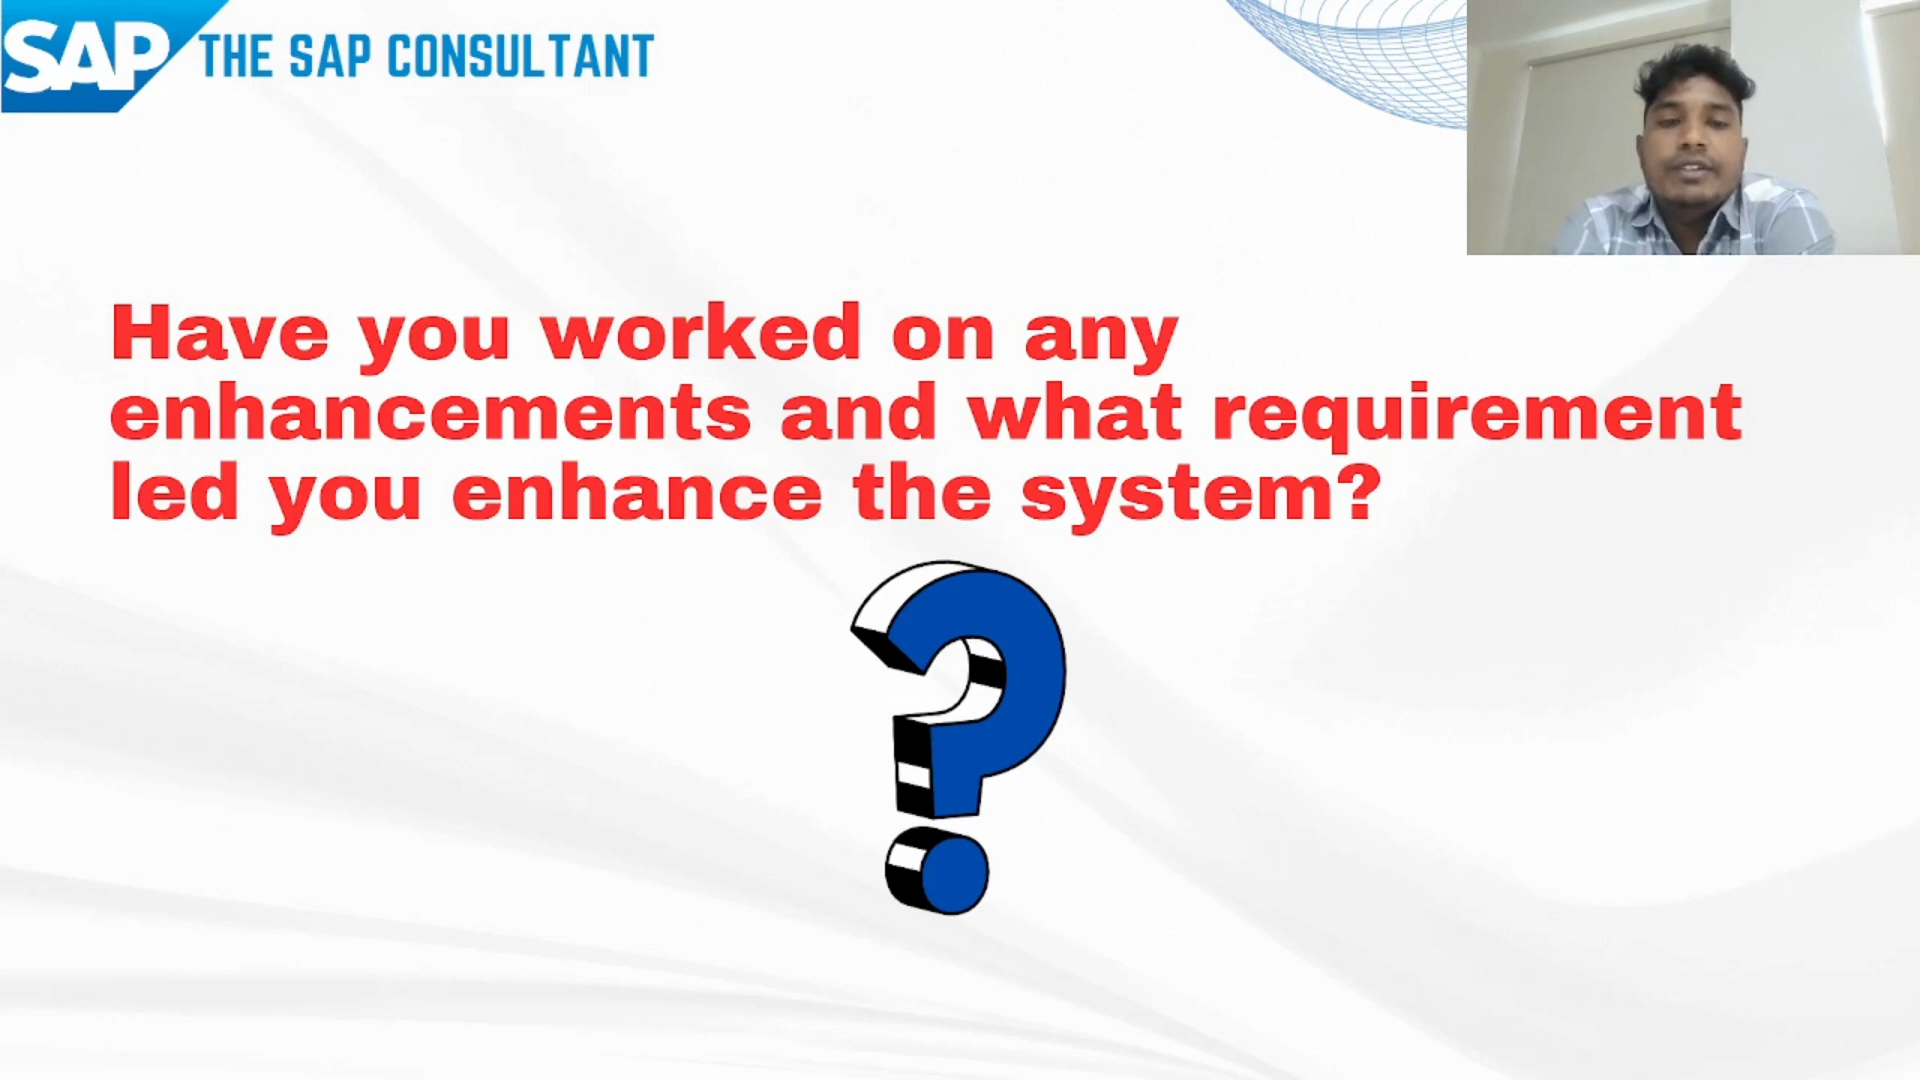 SAP THE SAP CONSULTANT
Have you worked on any
enhancements and what requirement
led you enhance the system?